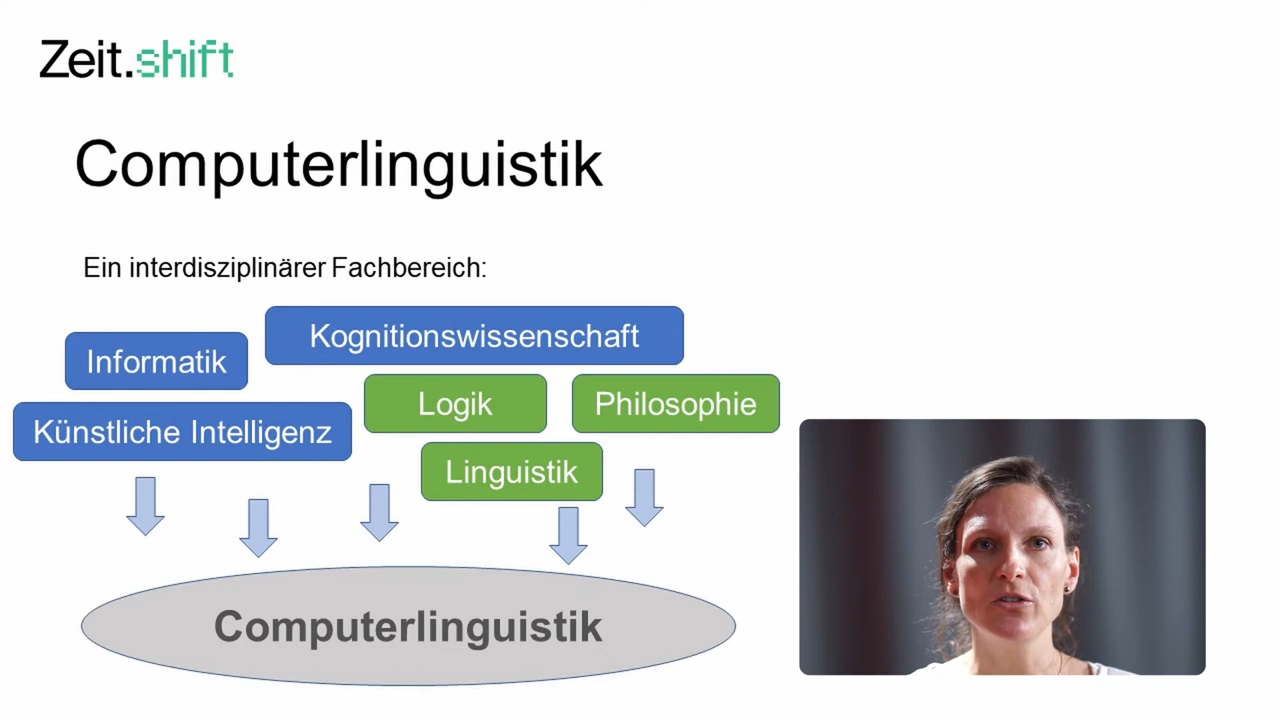 Zeit.shift
Computerlinguistik
Ein interdisziplinärer Fachbereich:
Kognitionswissenschaft
Informatik
Logik
Philosophie
Künstliche Intelligenz
Linguistik
Computerlinguistik